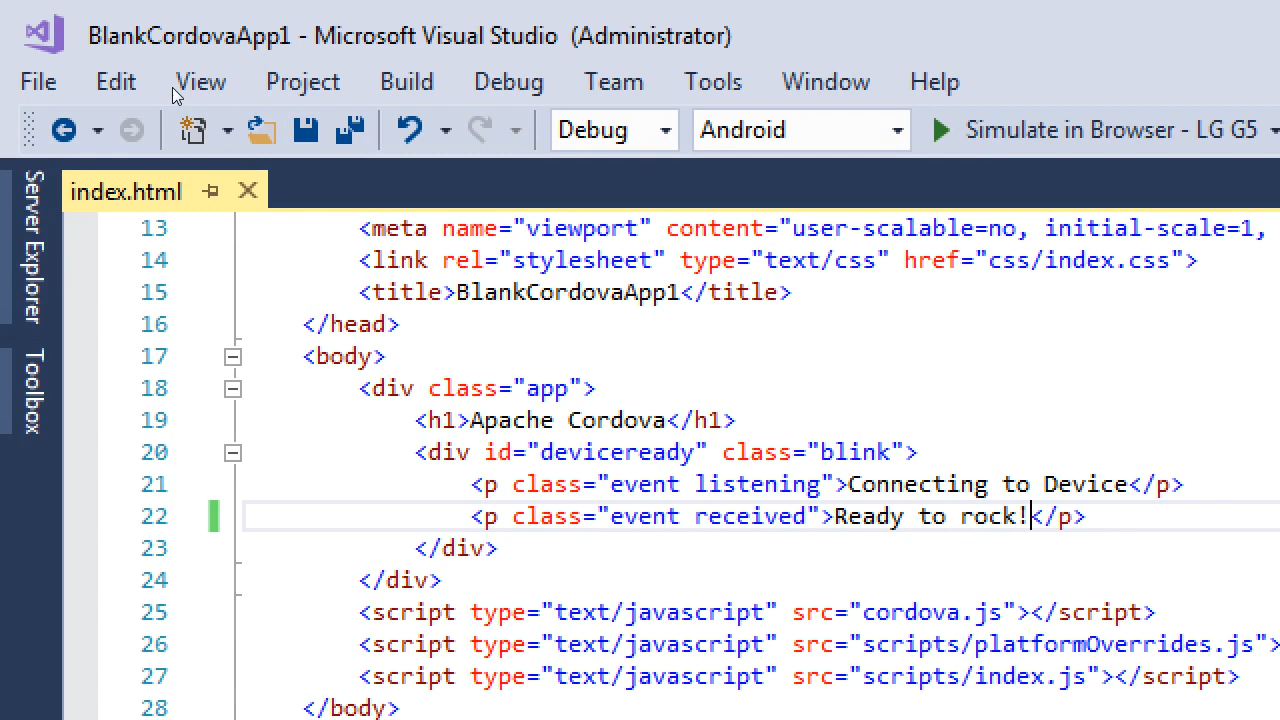 BlankCordovaApp1 - Microsoft Visual Studio (Administrator)
File Edit View Project Build Debug Team Tools Window Help
Debug Android Simulate in Browser - LG G5
Server Explorer
Toolbox
index.html
13 <meta name="viewport" content="user-scalable=no, initial-scale=1,
14 <link rel="stylesheet" type="text/css" href="css/index.css">
15 <title>BlankCordovaApp1</title>
16 </head>
17 <body>
18 <div class="app">
19 <h1>Apache Cordova</h1>
20 <div id="deviceready" class="blink">
21 <p class="event listening">Connecting to Device</p>
22 <p class="event received">Ready to rock!</p>
23 </div>
24 </div>
25 <script type="text/javascript" src="cordova.js"></script>
26 <script type="text/javascript" src="scripts/platformOverrides.js">
27 <script type="text/javascript" src="scripts/index.js"></script>
28 </body>